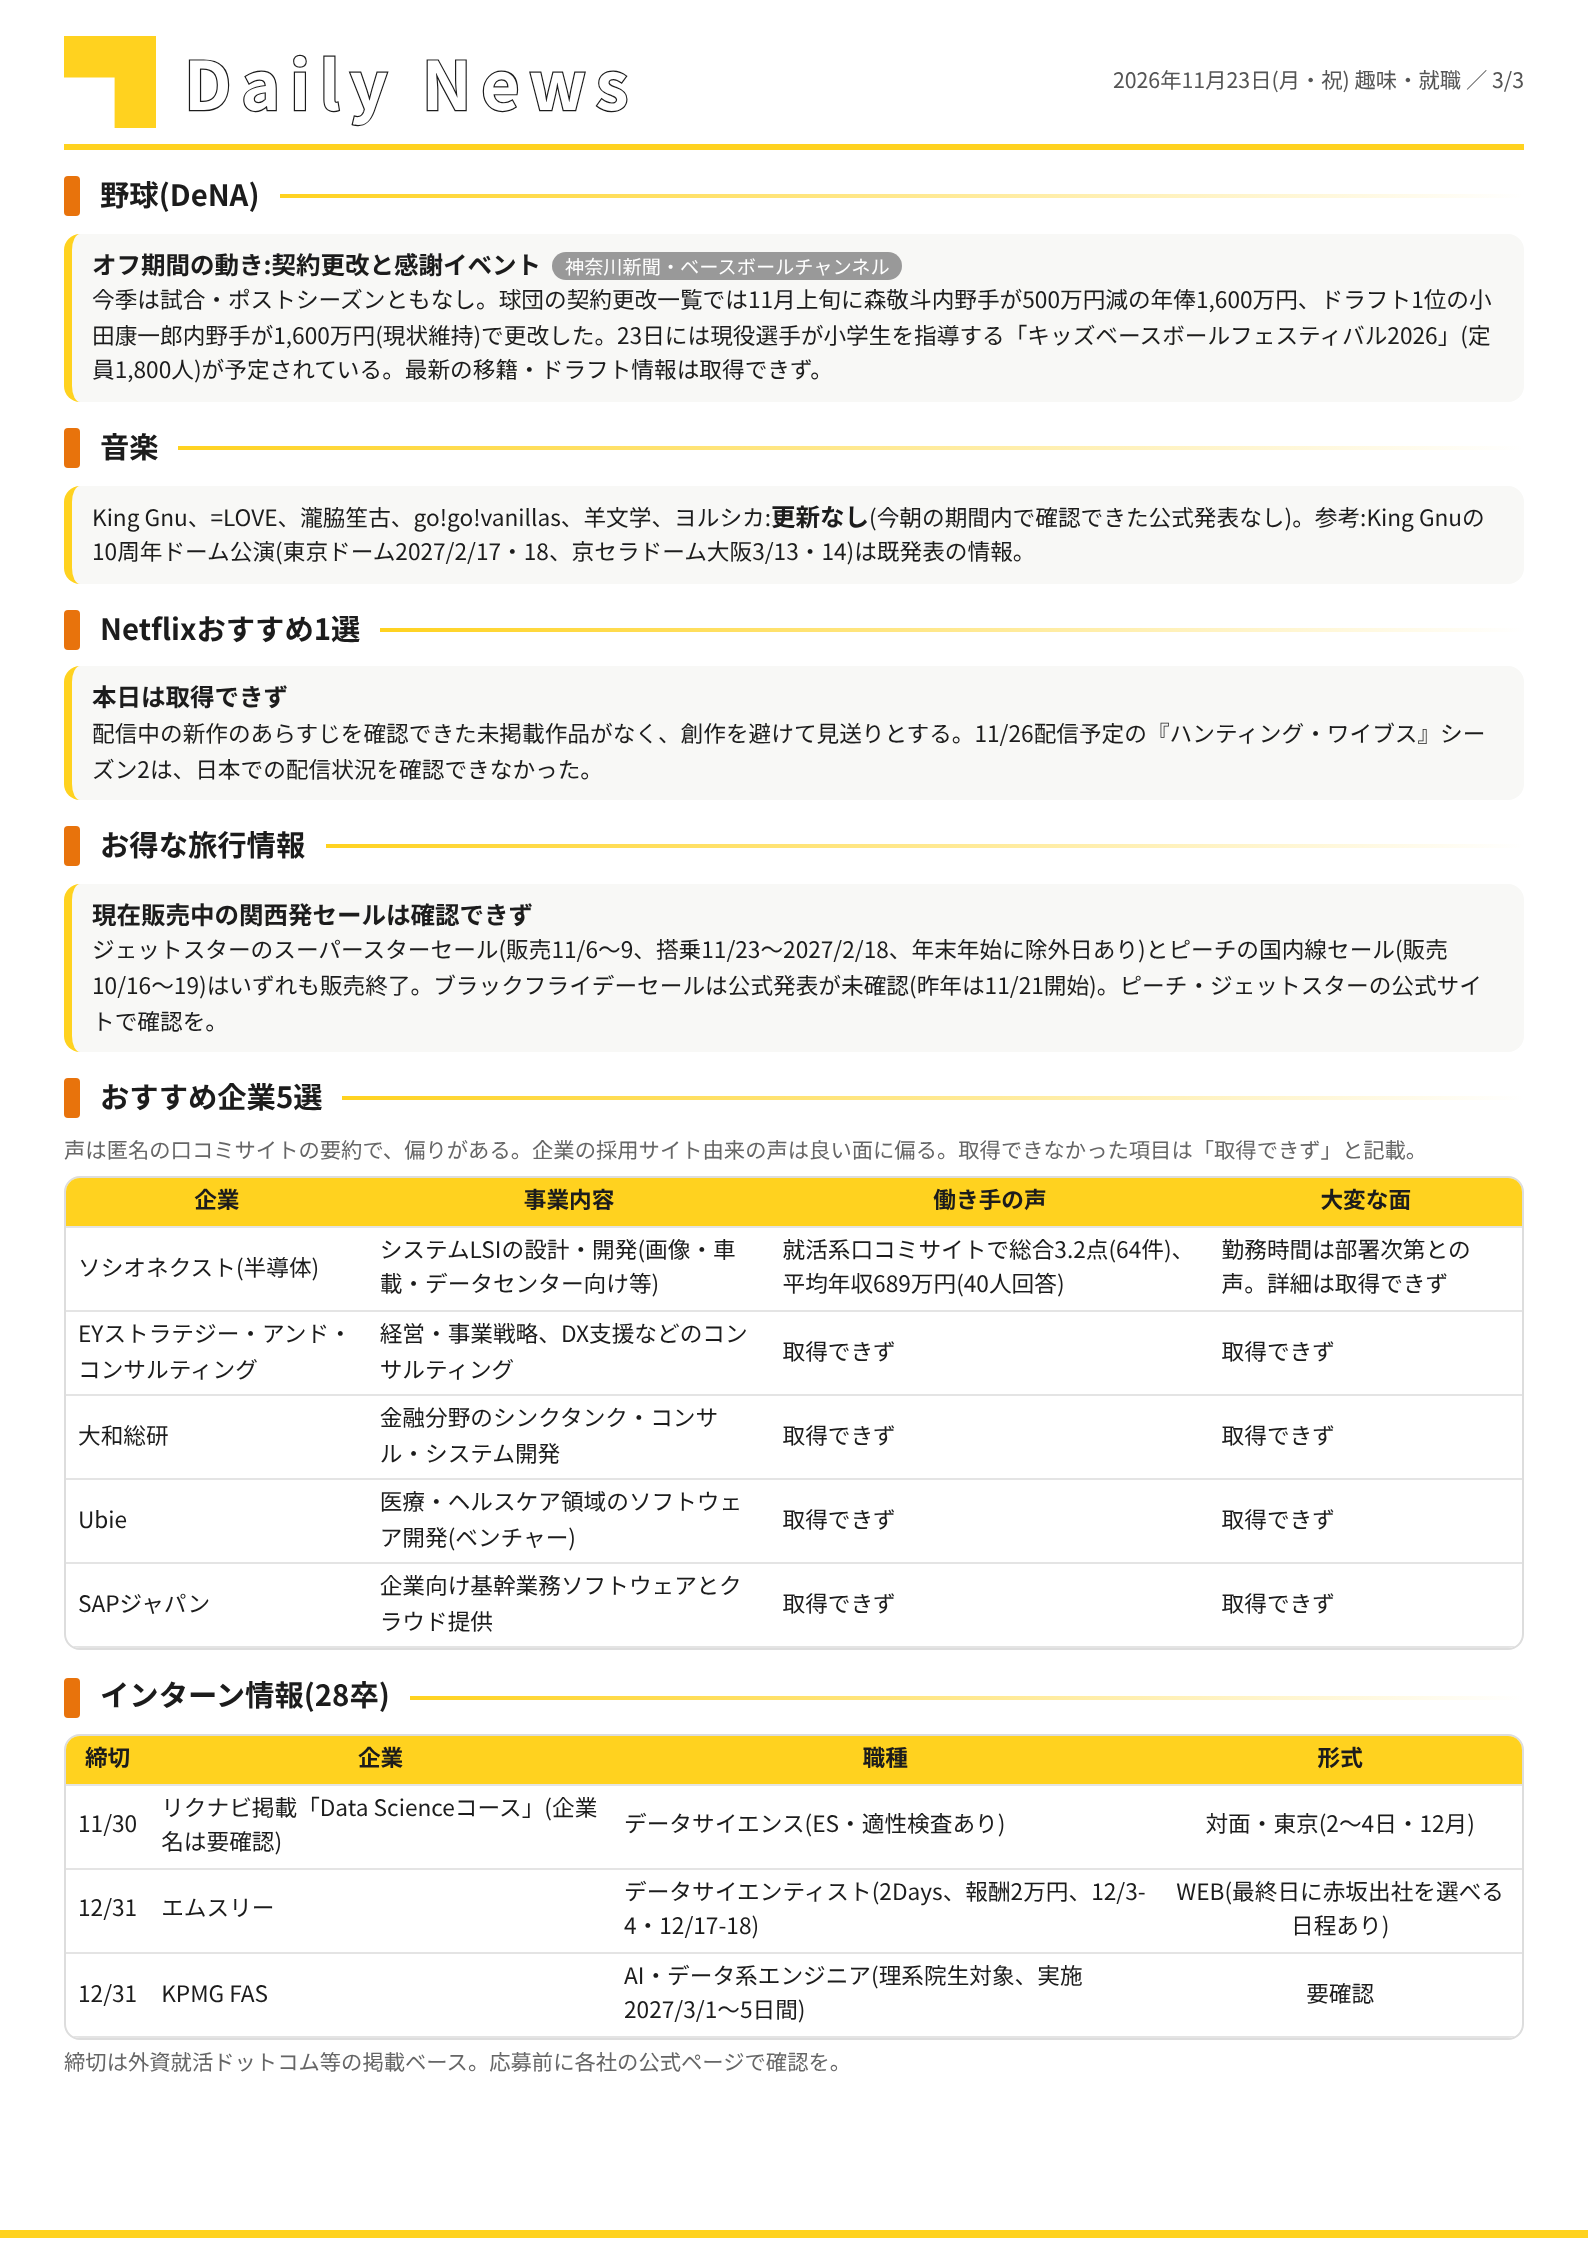 Daily News
2026年11月23日(月・祝) 趣味・就職 ／ 3/3
野球(DeNA)
オフ期間の動き:契約更改と感謝イベント 神奈川新聞・ベースボールチャンネル
今季は試合・ポストシーズンともなし。球団の契約更改一覧では11月上旬に森敬斗内野手が500万円減の年俸1,600万円、ドラフト1位の小
田康一郎内野手が1,600万円(現状維持)で更改した。23日には現役選手が小学生を指導する「キッズベースボールフェスティバル2026」(定
員1,800人)が予定されている。最新の移籍・ドラフト情報は取得できず。
音楽
King Gnu、=LOVE、瀧脇笙古、go!go!vanillas、羊文学、ヨルシカ:更新なし(今朝の期間内で確認できた公式発表なし)。参考:King Gnuの
10周年ドーム公演(東京ドーム2027/2/17・18、京セラドーム大阪3/13・14)は既発表の情報。
Netflixおすすめ1選
本日は取得できず
配信中の新作のあらすじを確認できた未掲載作品がなく、創作を避けて見送りとする。11/26配信予定の『ハンティング・ワイブス』シー
ズン2は、日本での配信状況を確認できなかった。
お得な旅行情報
現在販売中の関西発セールは確認できず
ジェットスターのスーパースターセール(販売11/6〜9、搭乗11/23〜2027/2/18、年末年始に除外日あり)とピーチの国内線セール(販売
10/16〜19)はいずれも販売終了。ブラックフライデーセールは公式発表が未確認(昨年は11/21開始)。ピーチ・ジェットスターの公式サイ
トで確認を。
おすすめ企業5選
声は匿名の口コミサイトの要約で、偏りがある。企業の採用サイト由来の声は良い面に偏る。取得できなかった項目は「取得できず」と記載。
企業 事業内容 働き手の声 大変な面
ソシオネクスト(半導体) システムLSIの設計・開発(画像・車 就活系口コミサイトで総合3.2点(64件)、 勤務時間は部署次第との
載・データセンター向け等) 平均年収689万円(40人回答) 声。詳細は取得できず
EYストラテジー・アンド・ 経営・事業戦略、DX支援などのコン 取得できず 取得できず
コンサルティング サルティング
大和総研 金融分野のシンクタンク・コンサ 取得できず 取得できず
ル・システム開発
Ubie 医療・ヘルスケア領域のソフトウェ 取得できず 取得できず
ア開発(ベンチャー)
SAPジャパン 企業向け基幹業務ソフトウェアとク 取得できず 取得できず
ラウド提供
インターン情報(28卒)
締切 企業 職種 形式
11/30 リクナビ掲載「Data Scienceコース」(企業 データサイエンス(ES・適性検査あり) 対面・東京(2〜4日・12月)
名は要確認)
12/31 エムスリー データサイエンティスト(2Days、報酬2万円、12/3- WEB(最終日に赤坂出社を選べる
4・12/17-18) 日程あり)
12/31 KPMG FAS AI・データ系エンジニア(理系院生対象、実施 要確認
2027/3/1〜5日間)
締切は外資就活ドットコム等の掲載ベース。応募前に各社の公式ページで確認を。